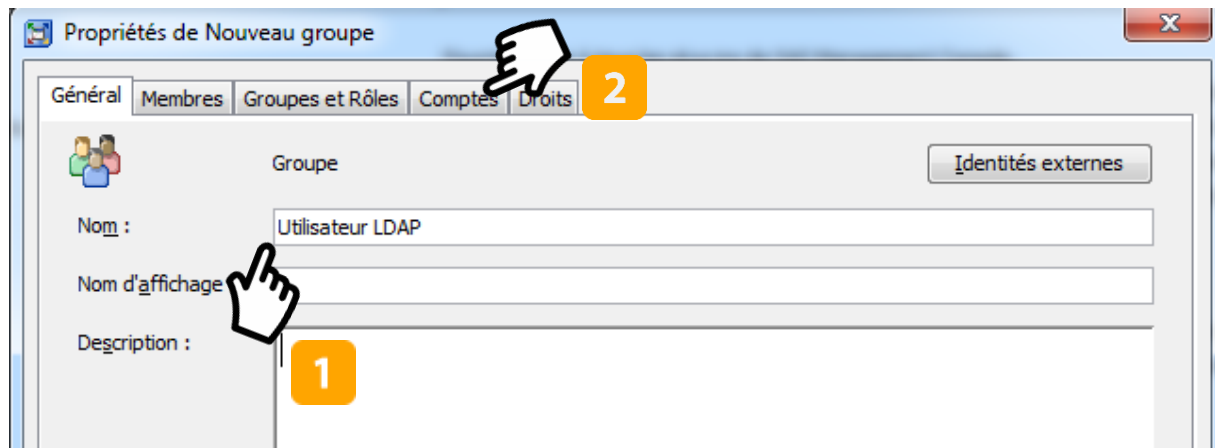 Propriétés de Nouveau groupe
x
Général Membres Groupes et Rôles Comptes Droits 2
Groupe Identités externes
Nom : Utilisateur LDAP
Nom d'affichage
Description :
1